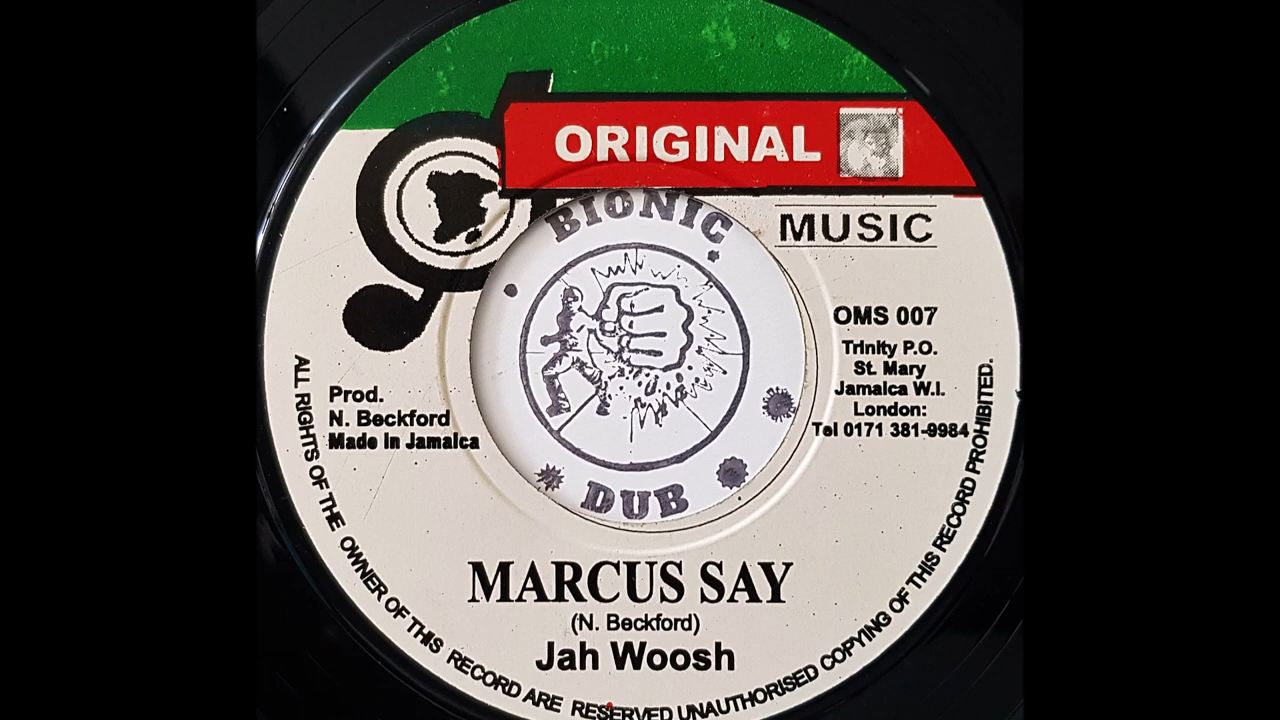 ORIGINAL
MUSIC
BIONIC
DUB
OMS 007
Trinity P.O.
St. Mary
Jamaica W.I.
London:
Tel 0171 381-9984
Prod.
N. Beckford
Made in Jamaica
MARCUS SAY
(N. Beckford)
Jah Woosh
ALL RIGHTS OF THE OWNER OF THIS RECORD ARE RESERVED UNAUTHORISED COPYING OF THIS RECORD PROHIBITED.